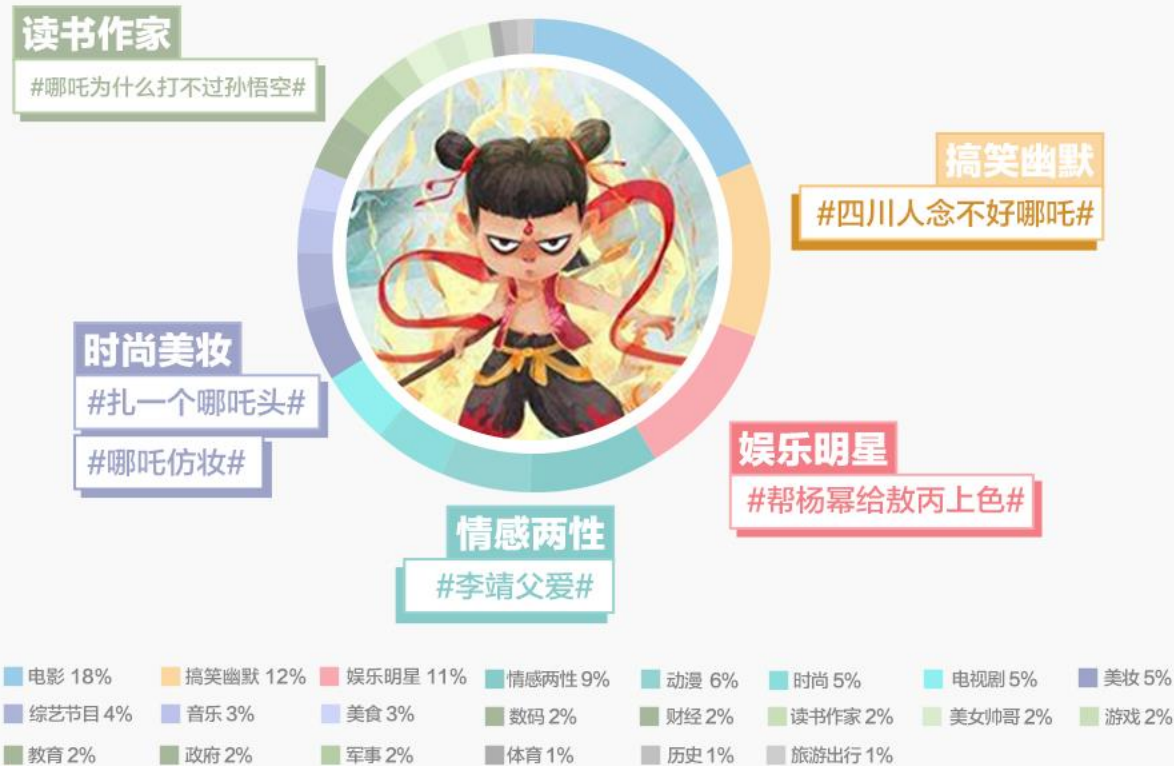 读书作家
#哪吒为什么打不过孙悟空#
搞笑幽默
#四川人念不好哪吒#
时尚美妆
#扎一个哪吒头#
#哪吒仿妆#
娱乐明星
#帮杨幂给敖丙上色#
情感两性
#李靖父爱#
电影 18% 搞笑幽默 12% 娱乐明星 11% 情感两性 9% 动漫 6% 时尚 5% 电视剧 5% 美妆 5%
综艺节目 4% 音乐 3% 美食 3% 数码 2% 财经 2% 读书作家 2% 美女帅哥 2% 游戏 2%
教育 2% 政府 2% 军事 2% 体育 1% 历史 1% 旅游出行 1%